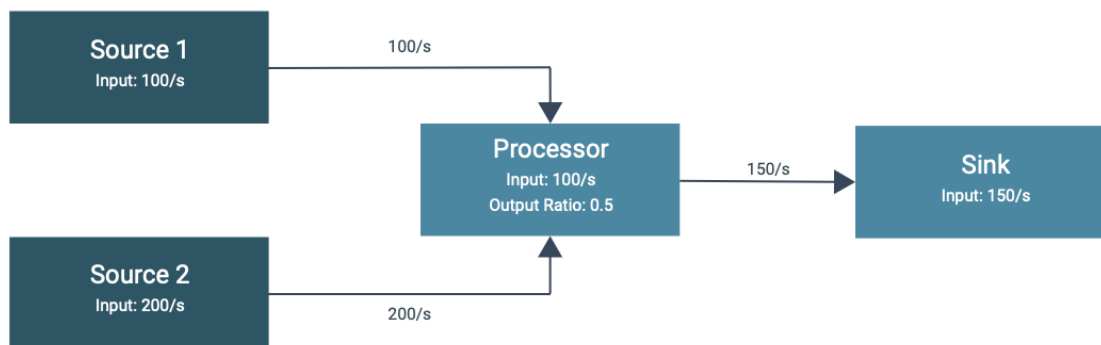 Source 1
Input: 100/s
100/s
Processor
Input: 100/s
Output Ratio: 0.5
150/s
Sink
Input: 150/s
Source 2
Input: 200/s
200/s